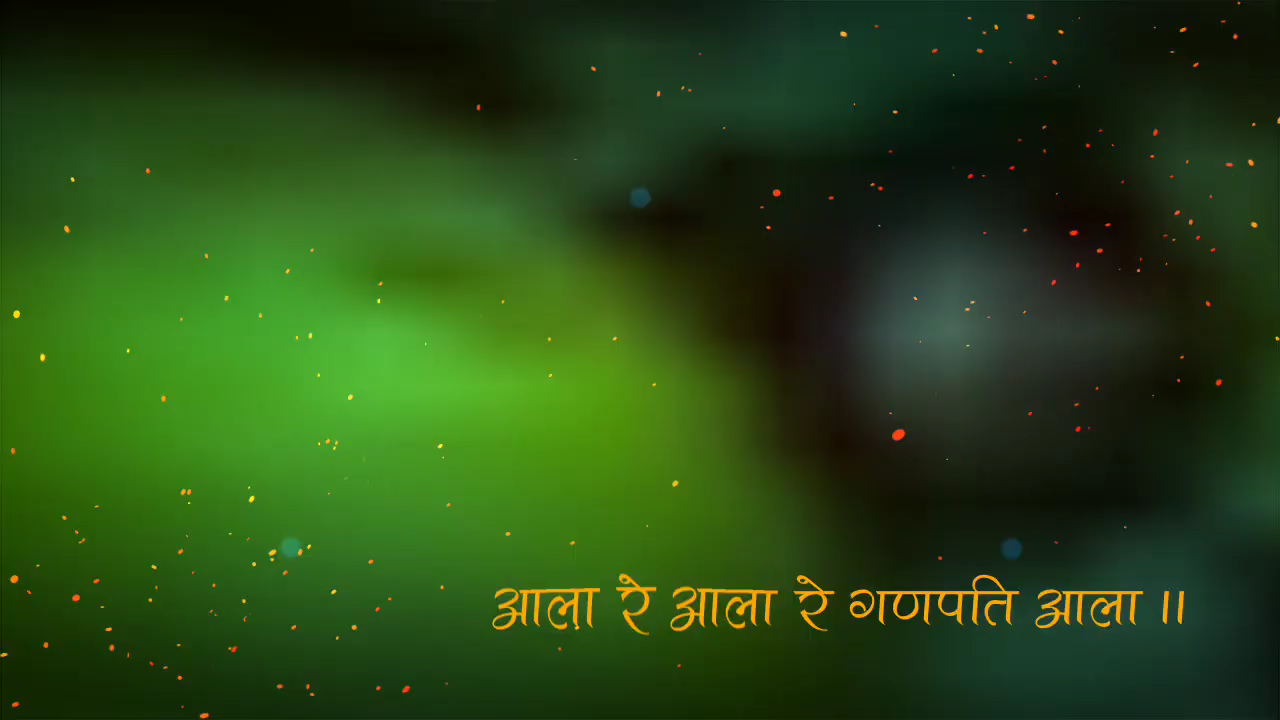 आला रे आला रे गणपति आला ।।